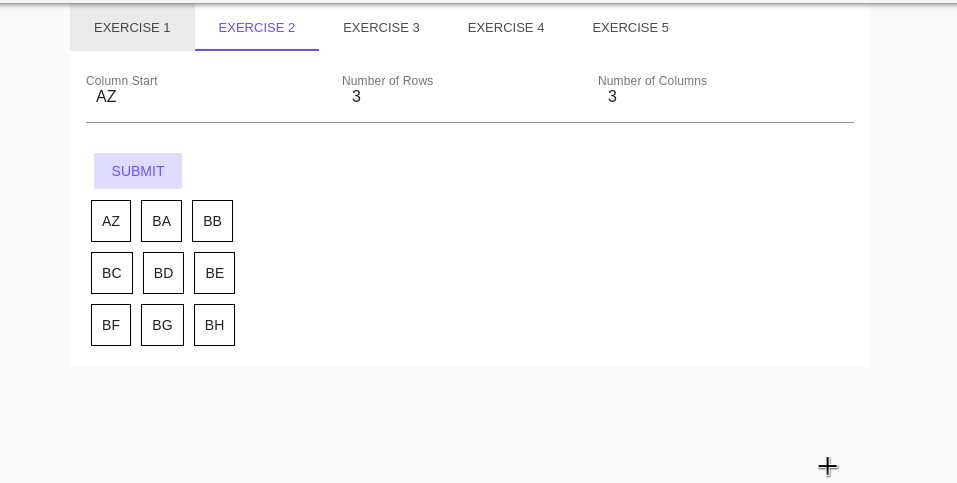 EXERCISE 1 EXERCISE 2 EXERCISE 3 EXERCISE 4 EXERCISE 5
Column Start Number of Rows Number of Columns
AZ 3 3
SUBMIT
AZ BA BB
BC BD BE
BF BG BH